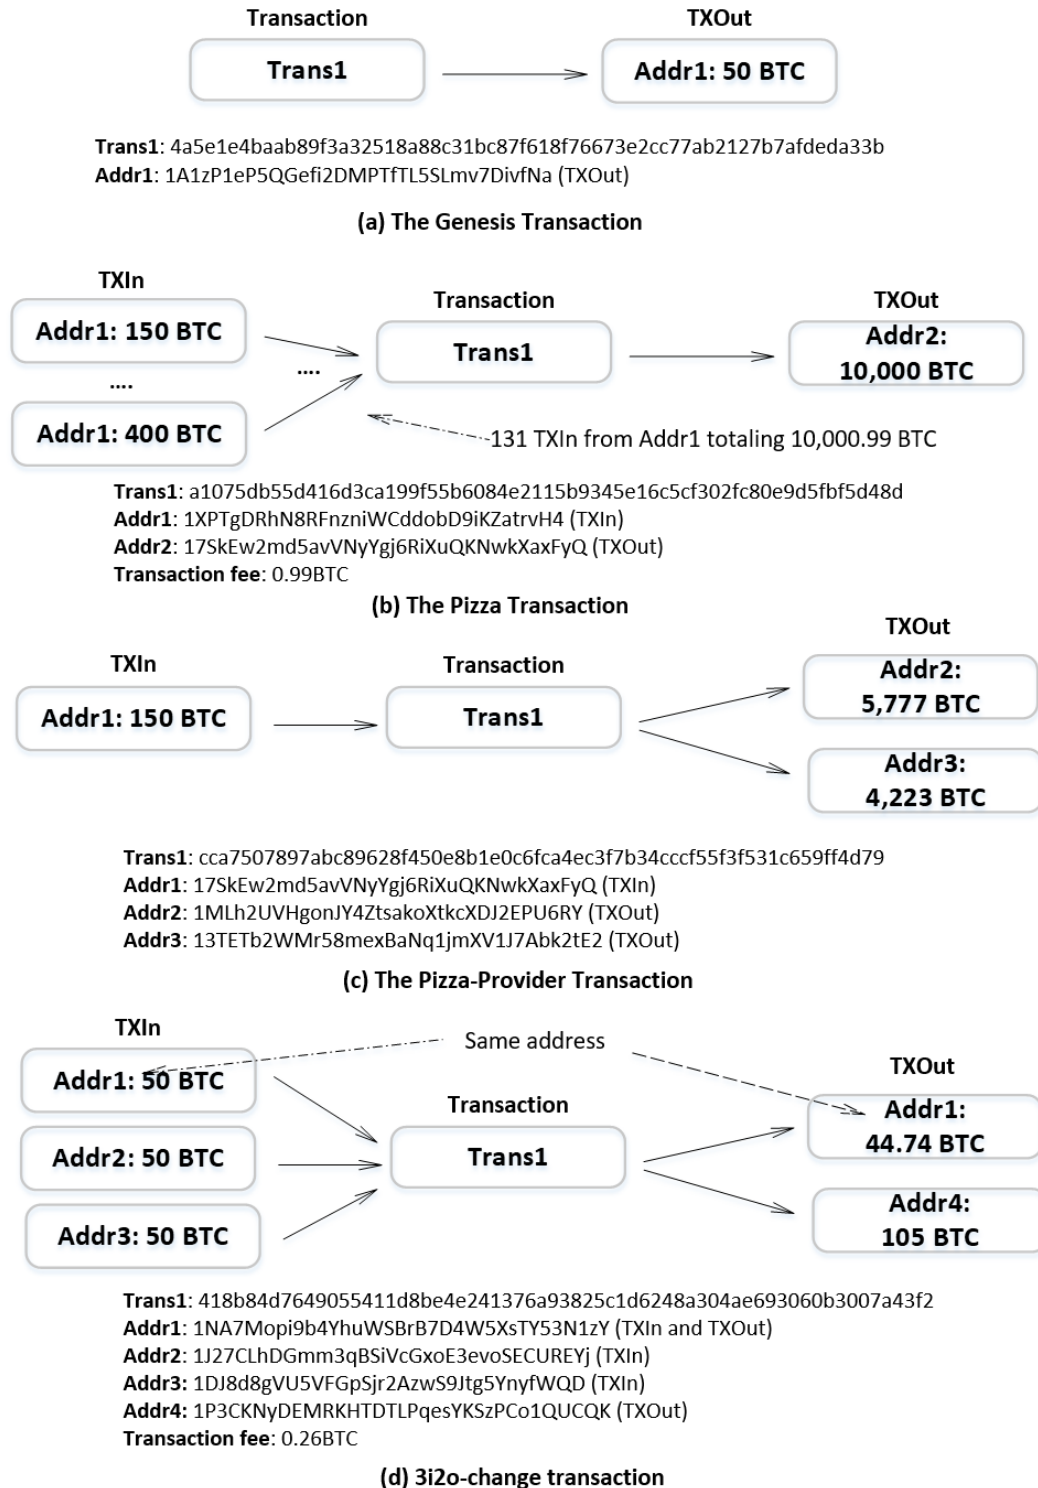 Transaction
TXOut
Trans1
Addr1: 50 BTC
Trans1: 4a5e1e4baab89f3a32518a88c31bc87f618f76673e2cc77ab2127b7afdeda33b
Addr1: 1A1zP1eP5QGefi2DMPTfTL5SLmv7DivfNa (TXOut)
(a) The Genesis Transaction
TXIn
Transaction
TXOut
Addr1: 150 BTC
....
Addr1: 400 BTC
....
Trans1
Addr2:
10,000 BTC
131 TXIn from Addr1 totaling 10,000.99 BTC
Trans1: a1075db55d416d3ca199f55b6084e2115b9345e16c5cf302fc80e9d5fbf5d48d
Addr1: 1XPTgDRhN8RFnzniWCddobD9iKZatrvH4 (TXIn)
Addr2: 17SkEw2md5avVNyYgj6RiXuQKNwkXaxFyQ (TXOut)
Transaction fee: 0.99BTC
(b) The Pizza Transaction
TXIn
Transaction
TXOut
Addr1: 150 BTC
Trans1
Addr2:
5,777 BTC
Addr3:
4,223 BTC
Trans1: cca7507897abc89628f450e8b1e0c6fca4ec3f7b34cccf55f3f531c659ff4d79
Addr1: 17SkEw2md5avVNyYgj6RiXuQKNwkXaxFyQ (TXIn)
Addr2: 1MLh2UVHgonJY4ZtsakoXtkcXDJ2EPU6RY (TXOut)
Addr3: 13TETb2WMr58mexBaNq1jmXV1J7Abk2tE2 (TXOut)
(c) The Pizza-Provider Transaction
TXIn
Same address
TXOut
Addr1: 50 BTC
Addr2: 50 BTC
Addr3: 50 BTC
Transaction
Trans1
Addr1:
44.74 BTC
Addr4:
105 BTC
Trans1: 418b84d7649055411d8be4e241376a93825c1d6248a304ae693060b3007a43f2
Addr1: 1NA7Mopi9b4YhuWSBrB7D4W5XsTY53N1zY (TXIn and TXOut)
Addr2: 1J27CLhDGmm3qBSiVcGxoE3evoSECUREYj (TXIn)
Addr3: 1DJ8d8gVU5VFGpSjr2AzwS9Jtg5YnyfWQD (TXIn)
Addr4: 1P3CKNyDEMRKHTDTLPqesYKSzPCo1QUCQK (TXOut)
Transaction fee: 0.26BTC
(d) 3i2o-change transaction